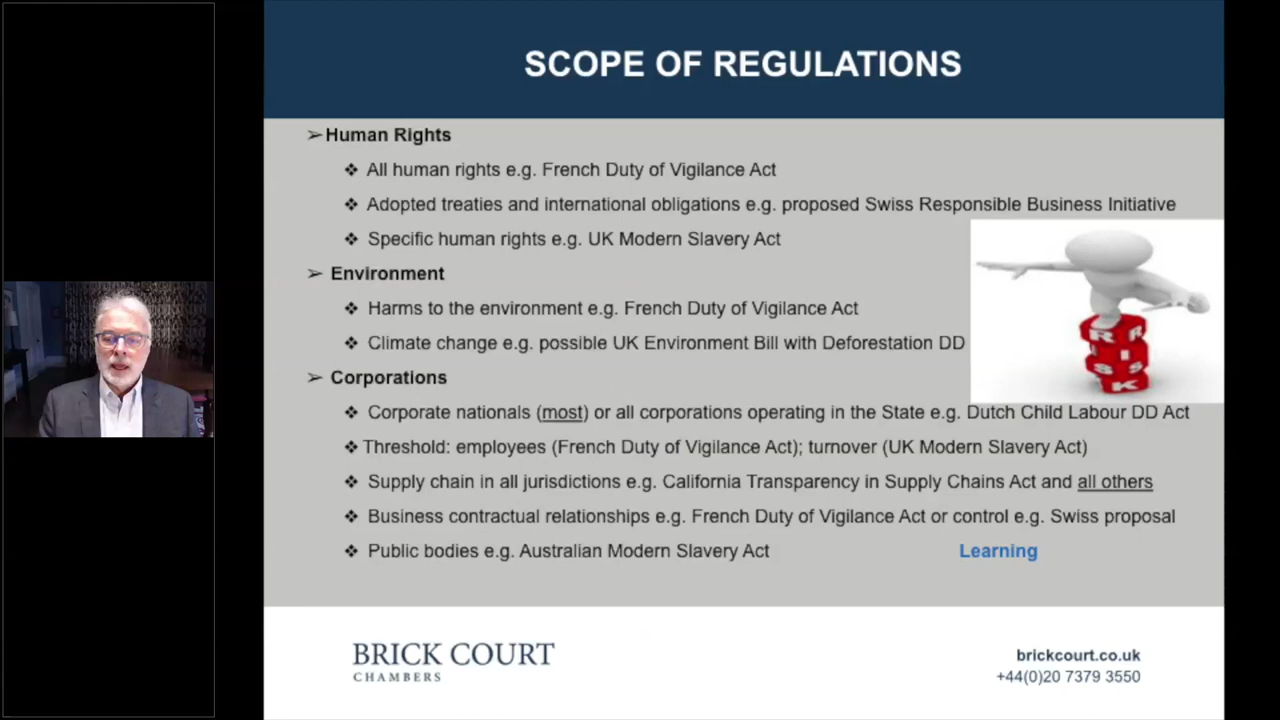 SCOPE OF REGULATIONS
➢ Human Rights
❖ All human rights e.g. French Duty of Vigilance Act
❖ Adopted treaties and international obligations e.g. proposed Swiss Responsible Business Initiative
❖ Specific human rights e.g. UK Modern Slavery Act
➢ Environment
❖ Harms to the environment e.g. French Duty of Vigilance Act
❖ Climate change e.g. possible UK Environment Bill with Deforestation DD
R R
I I
S S
K
➢ Corporations
❖ Corporate nationals (most) or all corporations operating in the State e.g. Dutch Child Labour DD Act
❖ Threshold: employees (French Duty of Vigilance Act); turnover (UK Modern Slavery Act)
❖ Supply chain in all jurisdictions e.g. California Transparency in Supply Chains Act and all others
❖ Business contractual relationships e.g. French Duty of Vigilance Act or control e.g. Swiss proposal
❖ Public bodies e.g. Australian Modern Slavery Act
Learning
BRICK COURT
CHAMBERS
brickcourt.co.uk
+44(0)20 7379 3550